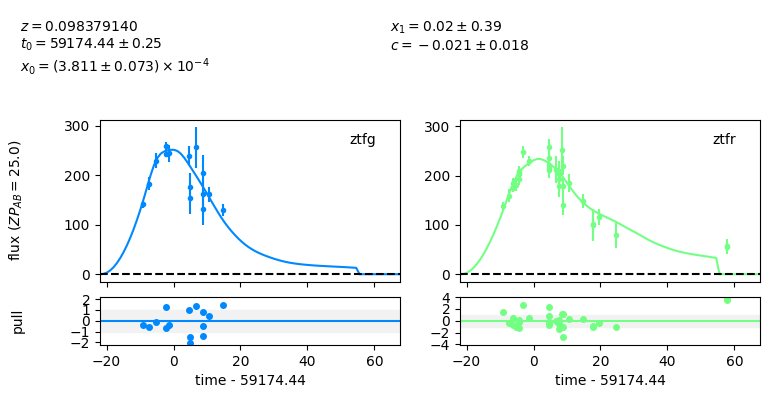 z = 0.098379140
t₀ = 59174.44 ± 0.25
x₀ = (3.811 ± 0.073) × 10⁻⁴
x₁ = 0.02 ± 0.39
c = −0.021 ± 0.018
flux (ZP_AB = 25.0)
300
200
100
0
ztfg
300
200
100
0
ztfr
pull
2
1
0
−1
−2
−20
0
20
40
60
time - 59174.44
4
2
0
−2
−4
−20
0
20
40
60
time - 59174.44